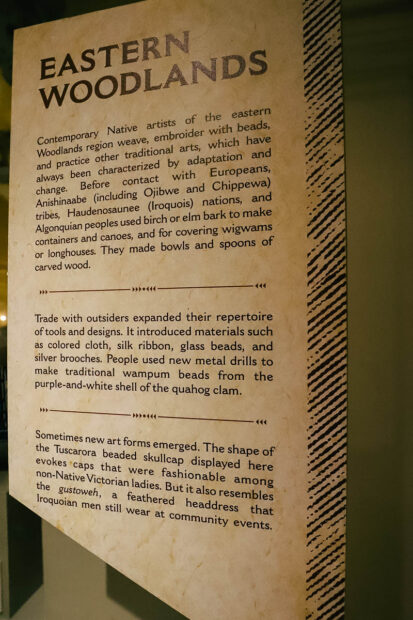 EASTERN
WOODLANDS
Contemporary Native artists of the eastern
Woodlands region weave, embroider with beads,
and practice other traditional arts, which have
always been characterized by adaptation and
change. Before contact with Europeans,
Anishinaabe (including Ojibwe and Chippewa)
tribes, Haudenosaunee (Iroquois) nations, and
Algonquian peoples used birch or elm bark to make
containers and canoes, and for covering wigwams
or longhouses. They made bowls and spoons of
carved wood.
Trade with outsiders expanded their repertoire
of tools and designs. It introduced materials such
as colored cloth, silk ribbon, glass beads, and
silver brooches. People used new metal drills to
make traditional wampum beads from the
purple-and-white shell of the quahog clam.
Sometimes new art forms emerged. The shape of
the Tuscarora beaded skullcap displayed here
evokes caps that were fashionable among
non-Native Victorian ladies. But it also resembles
the gustoweh, a feathered headdress that
Iroquoian men still wear at community events.